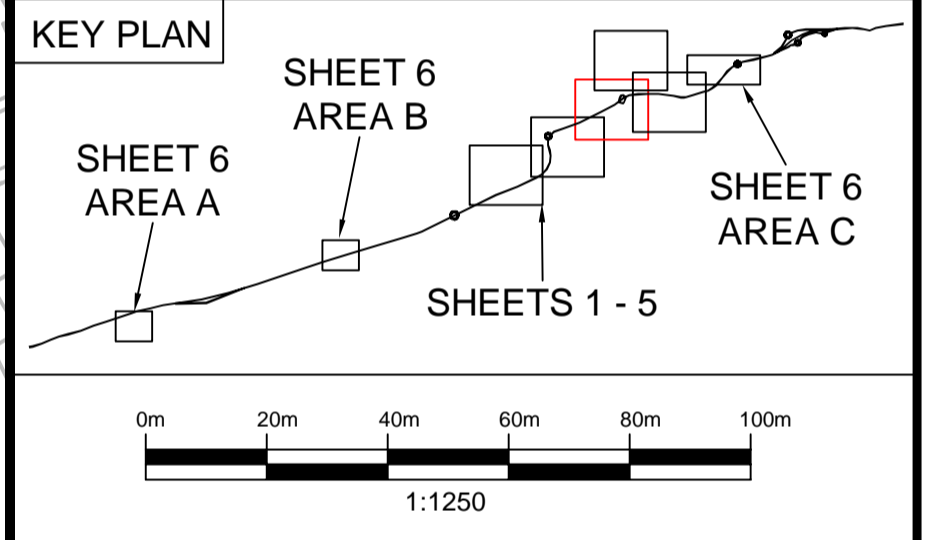 KEY PLAN
SHEET 6
AREA B
SHEET 6
AREA A
SHEET 6
AREA C
SHEETS 1 - 5
0m 20m 40m 60m 80m 100m
1:1250